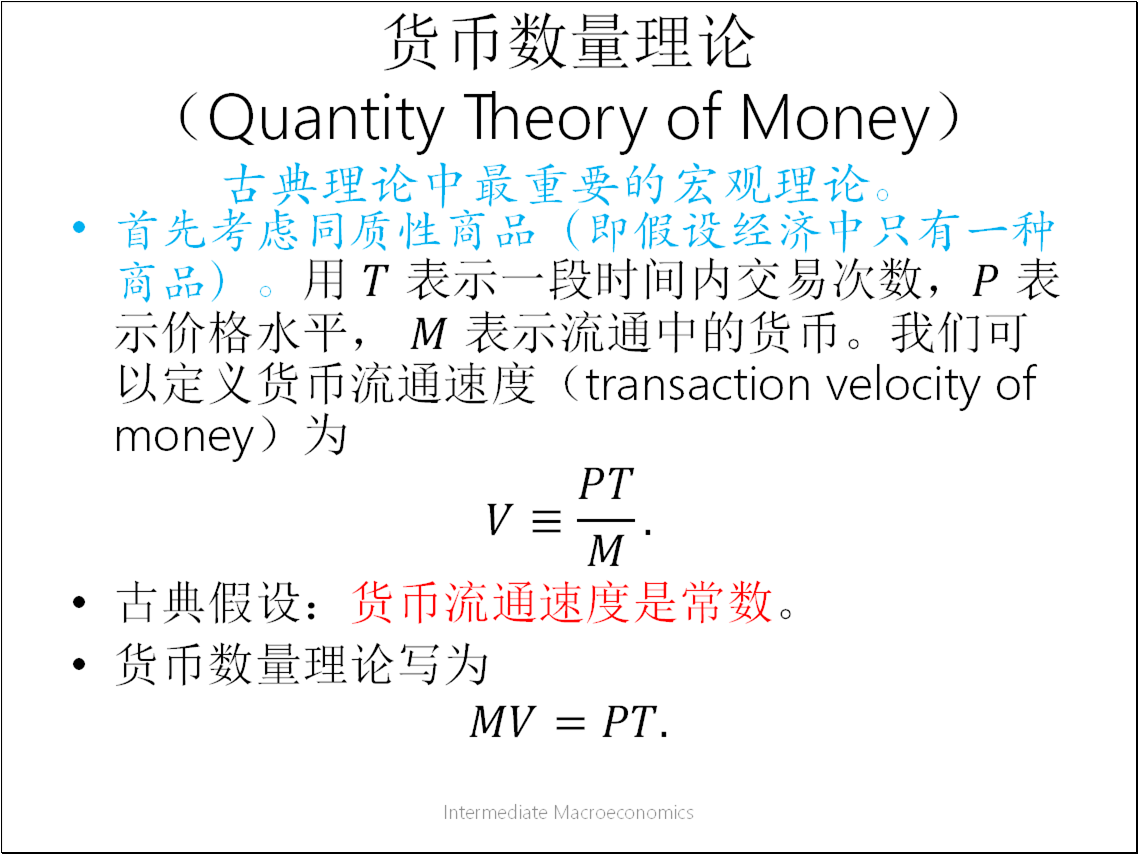 货币数量理论
（Quantity Theory of Money）
古典理论中最重要的宏观理论。
• 首先考虑同质性商品（即假设经济中只有一种
商品）。用 T 表示一段时间内交易次数，P 表
示价格水平， M 表示流通中的货币。我们可
以定义货币流通速度（transaction velocity of
money）为
V ≡ PT/M .
• 古典假设：货币流通速度是常数。
• 货币数量理论写为
MV = PT.
Intermediate Macroeconomics